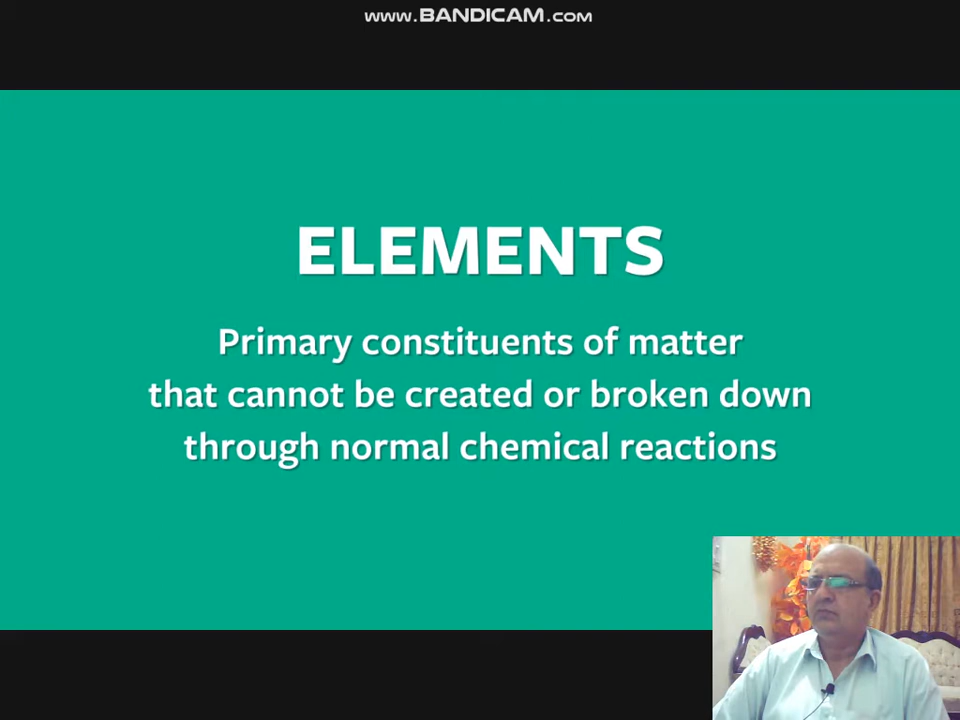 www.BANDICAM.com
ELEMENTS
Primary constituents of matter
that cannot be created or broken down
through normal chemical reactions